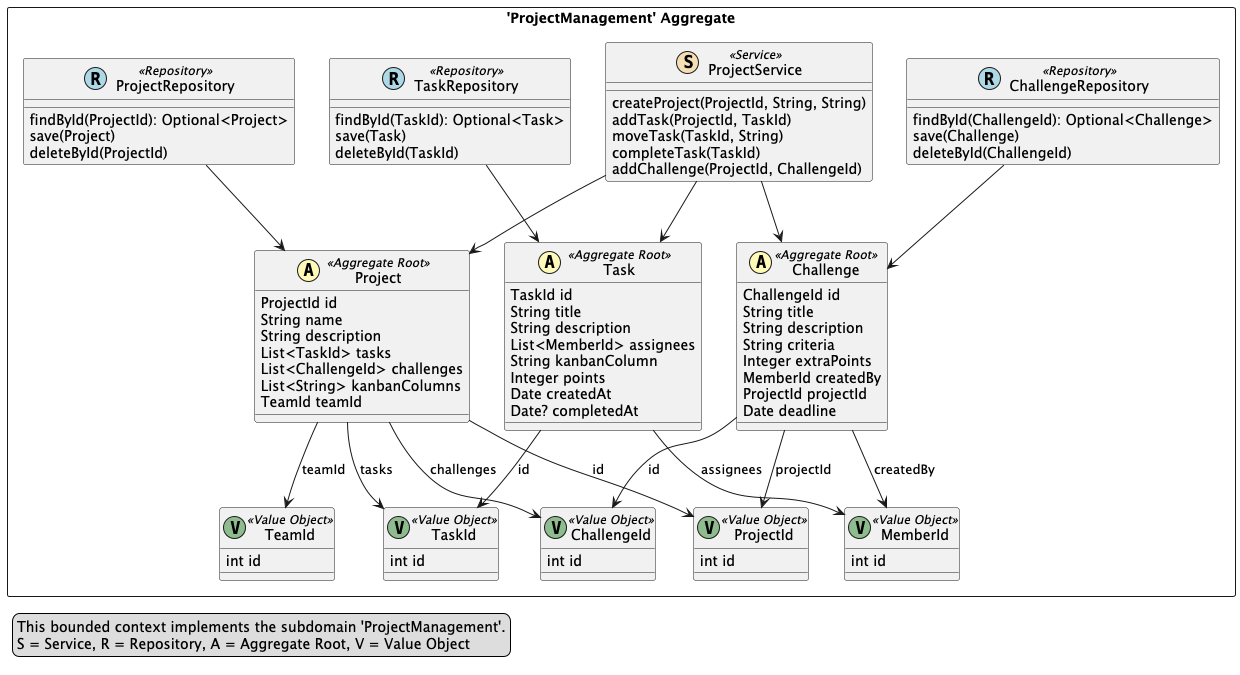 'ProjectManagement' Aggregate
R
«Repository»
ProjectRepository
findById(ProjectId): Optional<Project>
save(Project)
deleteById(ProjectId)
R
«Repository»
TaskRepository
findById(TaskId): Optional<Task>
save(Task)
deleteById(TaskId)
S
«Service»
ProjectService
createProject(ProjectId, String, String)
addTask(ProjectId, TaskId)
moveTask(TaskId, String)
completeTask(TaskId)
addChallenge(ProjectId, ChallengeId)
R
«Repository»
ChallengeRepository
findById(ChallengeId): Optional<Challenge>
save(Challenge)
deleteById(ChallengeId)
A
«Aggregate Root»
Project
ProjectId id
String name
String description
List<TaskId> tasks
List<ChallengeId> challenges
List<String> kanbanColumns
TeamId teamId
A
«Aggregate Root»
Task
TaskId id
String title
String description
List<MemberId> assignees
String kanbanColumn
Integer points
Date createdAt
Date? completedAt
A
«Aggregate Root»
Challenge
ChallengeId id
String title
String description
String criteria
Integer extraPoints
MemberId createdBy
ProjectId projectId
Date deadline
teamId
tasks
challenges
id
id
id
assignees
projectId
createdBy
V
«Value Object»
TeamId
int id
V
«Value Object»
TaskId
int id
V
«Value Object»
ChallengeId
int id
V
«Value Object»
ProjectId
int id
V
«Value Object»
MemberId
int id
This bounded context implements the subdomain 'ProjectManagement'.
S = Service, R = Repository, A = Aggregate Root, V = Value Object